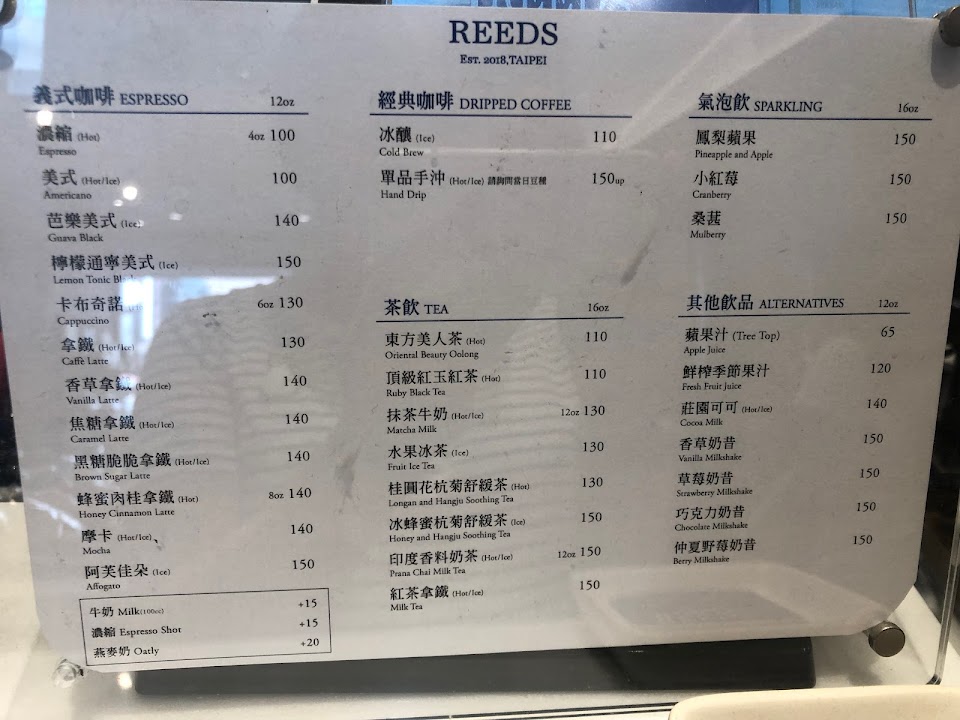 REEDS
Est. 2018,TAIPEI
義式咖啡 ESPRESSO 12oz
濃縮 (Hot) 4oz 100
Espresso
美式 (Hot/Ice) 100
Americano
芭樂美式 (Ice) 140
Guava Black
檸檬通寧美式 (Ice) 150
Lemon Tonic
卡布奇諾 6oz 130
Cappuccino
拿鐵 (Hot/Ice) 130
Caffè Latte
香草拿鐵 (Hot/Ice) 140
Vanilla Latte
焦糖拿鐵 (Hot/Ice) 140
Caramel Latte
黑糖脆脆拿鐵 (Hot/Ice) 140
Brown Sugar Latte
蜂蜜肉桂拿鐵 (Hot) 8oz 140
Honey Cinnamon Latte
摩卡 (Hot/Ice)、 140
Mocha
阿芙佳朵 (Ice) 150
Affogato
牛奶 Milk(100cc) +15
濃縮 Espresso Shot +15
燕麥奶 Oatly +20
經典咖啡 DRIPPED COFFEE
冰釀 (Ice) 110
Cold Brew
單品手沖 (Hot/Ice) 請詢問當日豆種 150up
Hand Drip
茶飲 TEA 16oz
東方美人茶 (Hot) 110
Oriental Beauty Oolong
頂級紅玉紅茶 (Hot) 110
Ruby Black Tea
抹茶牛奶 (Hot/Ice) 12oz 130
Matcha Milk
水果冰茶 (Ice) 130
Fruit Ice Tea
桂圓花杭菊舒緩茶 (Hot) 130
Longan and Hangju Soothing Tea
冰蜂蜜杭菊舒緩茶 (Ice) 150
Honey and Hangju Soothing Tea
印度香料奶茶 (Hot/Ice) 12oz 150
Prana Chai Milk Tea
紅茶拿鐵 (Hot/Ice) 150
Milk Tea
氣泡飲 SPARKLING 16oz
鳳梨蘋果 150
Pineapple and Apple
小紅莓 150
Cranberry
桑葚 150
Mulberry
其他飲品 ALTERNATIVES 12oz
蘋果汁 (Tree Top) 65
Apple Juice
鮮榨季節果汁 120
Fresh Fruit Juice
莊園可可 (Hot/Ice) 140
Cocoa Milk
香草奶昔 150
Vanilla Milkshake
草莓奶昔 150
Strawberry Milkshake
巧克力奶昔 150
Chocolate Milkshake
仲夏野莓奶昔 150
Berry Milkshake